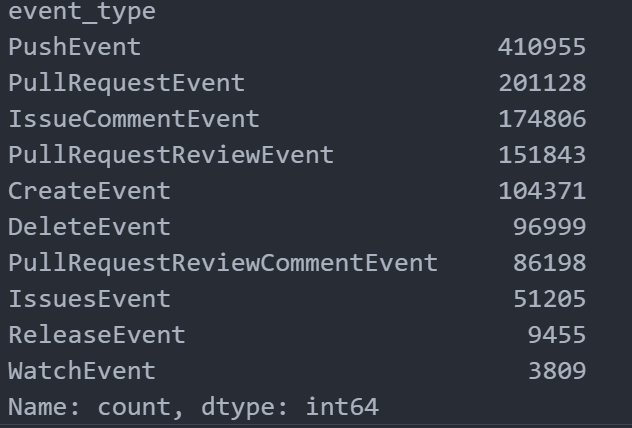 event_type
PushEvent 410955
PullRequestEvent 201128
IssueCommentEvent 174806
PullRequestReviewEvent 151843
CreateEvent 104371
DeleteEvent 96999
PullRequestReviewCommentEvent 86198
IssuesEvent 51205
ReleaseEvent 9455
WatchEvent 3809
Name: count, dtype: int64